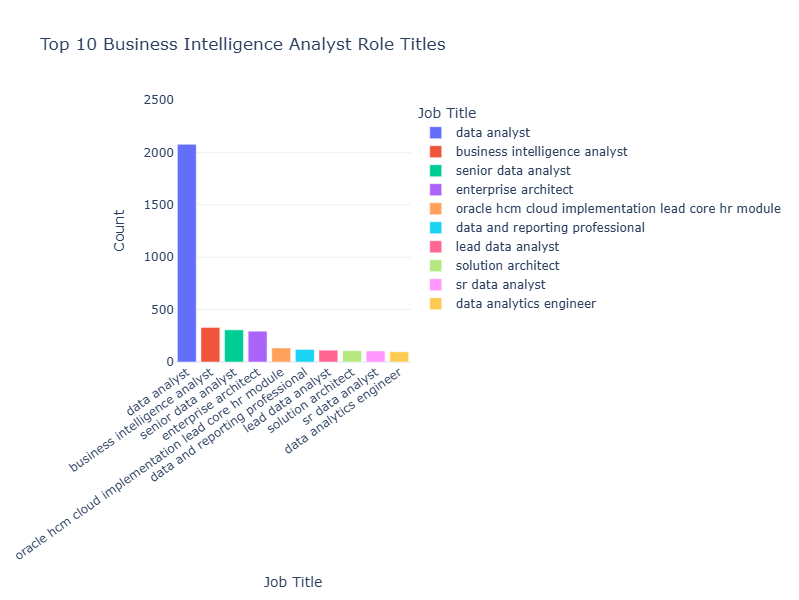 Top 10 Business Intelligence Analyst Role Titles
2500
2000
1500
1000
500
0
Count
Job Title
data analyst
business intelligence analyst
senior data analyst
enterprise architect
oracle hcm cloud implementation lead core hr module
data and reporting professional
lead data analyst
solution architect
sr data analyst
data analytics engineer
data analyst
business intelligence analyst
senior data analyst
enterprise architect
oracle hcm cloud implementation lead core hr module
data and reporting professional
lead data analyst
solution architect
sr data analyst
data analytics engineer
Job Title